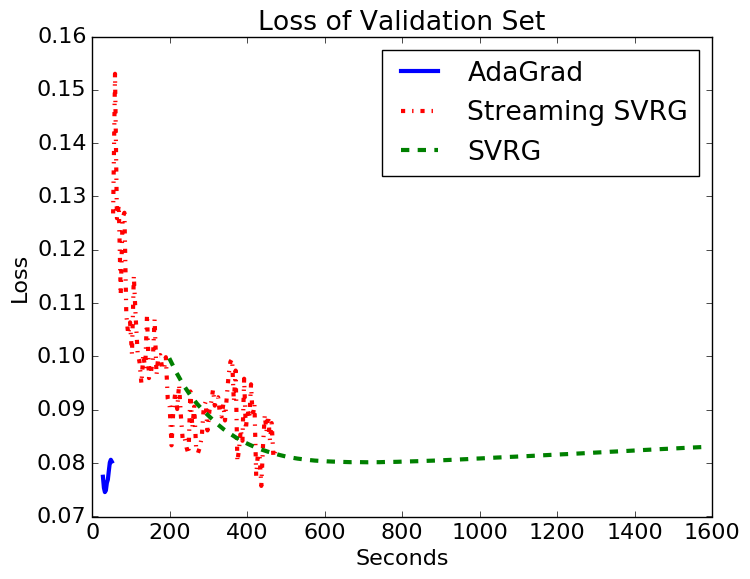 Loss of Validation Set
AdaGrad
Streaming SVRG
SVRG
Loss
0.16
0.15
0.14
0.13
0.12
0.11
0.10
0.09
0.08
0.07
0 200 400 600 800 1000 1200 1400 1600
Seconds